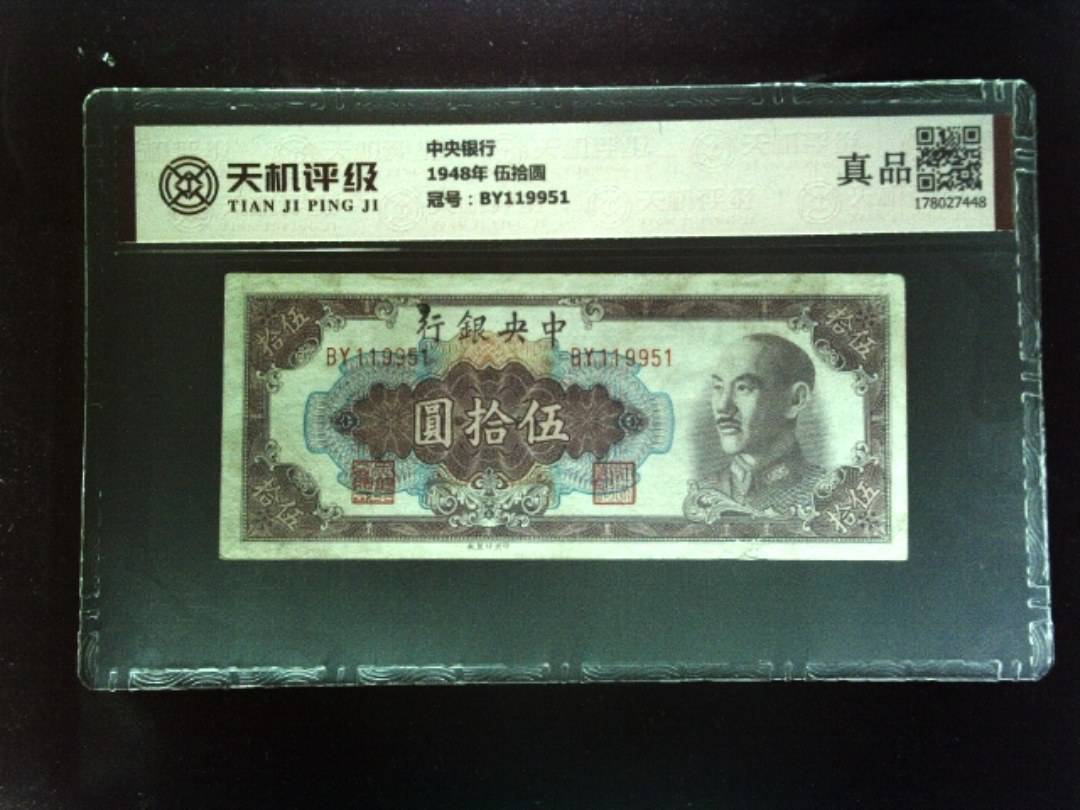 天机评级
TIAN JI PING JI
中央银行
1948年 伍拾圆
冠号：BY119951
真品
178027448
行銀央中
BY119951 BY119951
拾伍
拾伍
圓拾伍
拾伍
拾伍